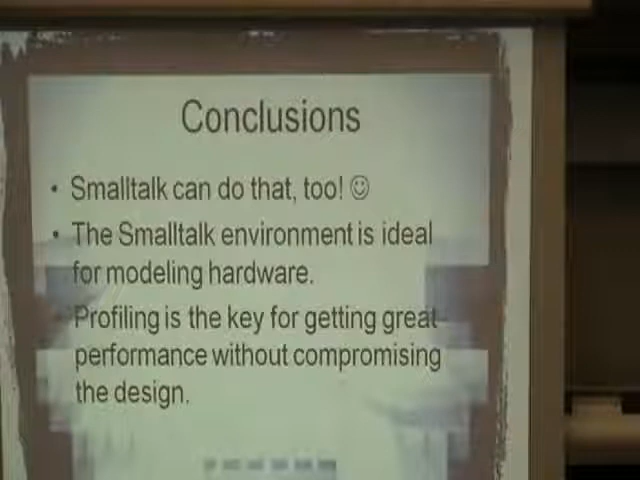 Conclusions
• Smalltalk can do that, too! ☺
• The Smalltalk environment is ideal
for modeling hardware.
Profiling is the key for getting great
performance without compromising
the design.